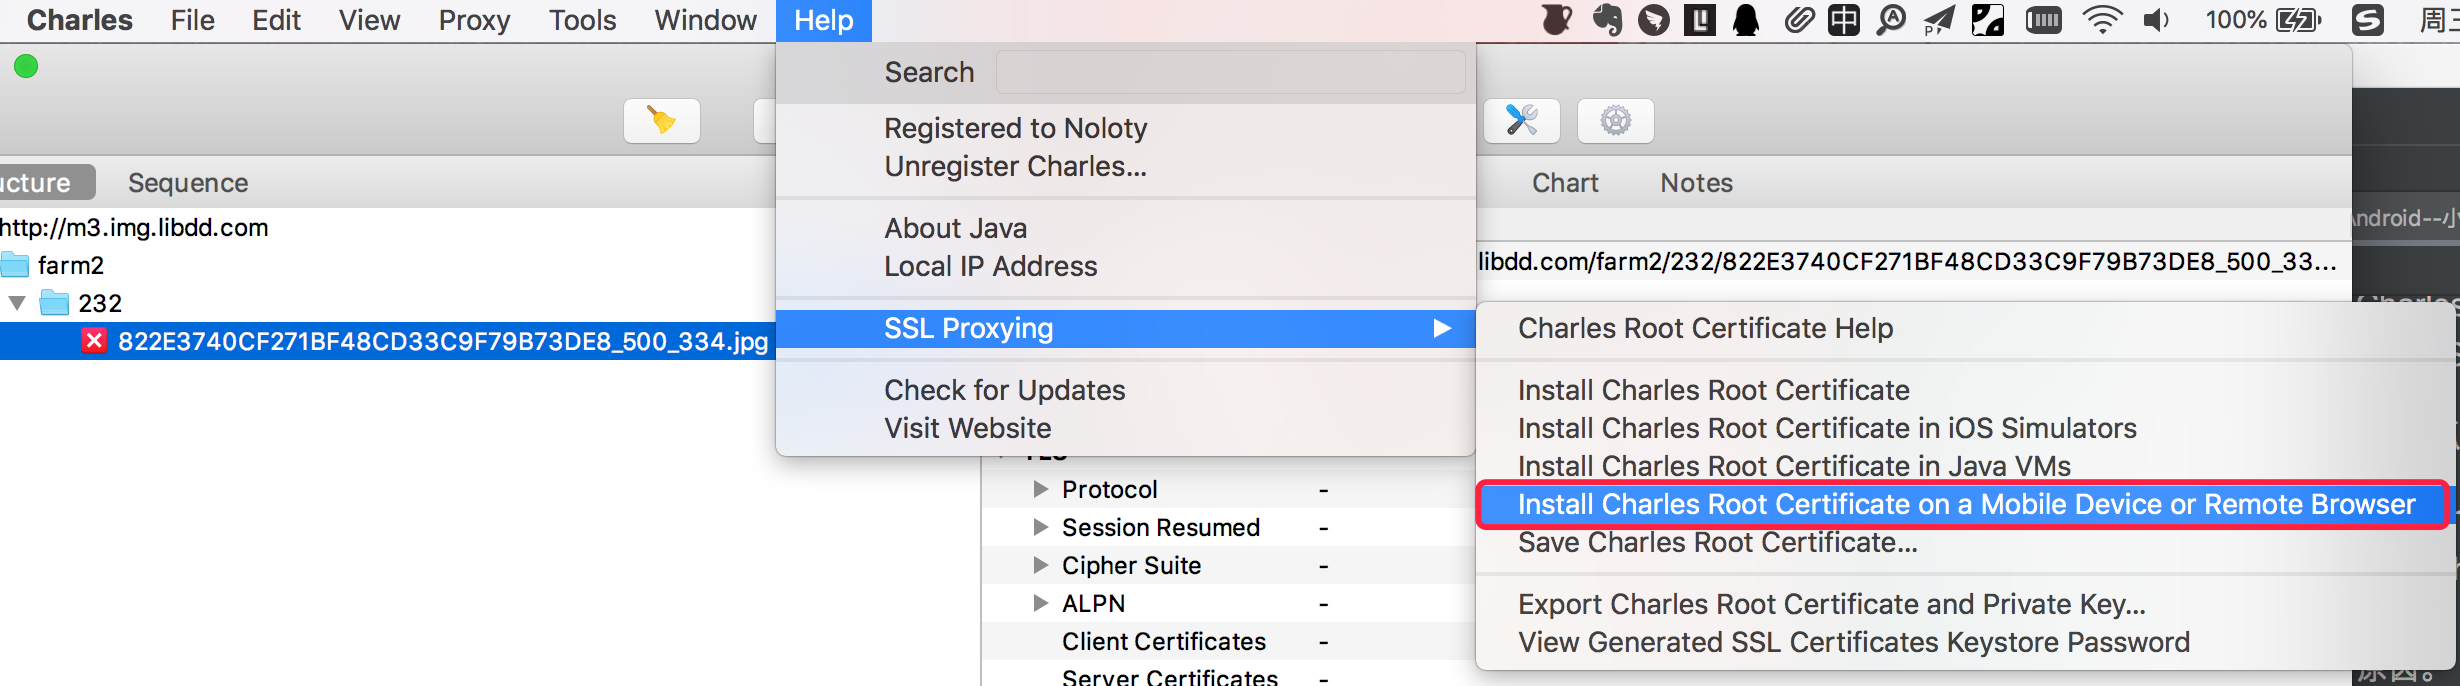 Charles File Edit View Proxy Tools Window Help 中 100% 周三
Search
Registered to Noloty
Unregister Charles...
ucture Sequence Chart Notes
http://m3.img.libdd.com
About Java
Android--小
farm2
Local IP Address
libdd.com/farm2/232/822E3740CF271BF48CD33C9F79B73DE8_500_33...
232
SSL Proxying
Charles Root Certificate Help
822E3740CF271BF48CD33C9F79B73DE8_500_334.jpg
Check for Updates
Install Charles Root Certificate
Visit Website
Install Charles Root Certificate in iOS Simulators
Install Charles Root Certificate in Java VMs
Protocol -
Install Charles Root Certificate on a Mobile Device or Remote Browser
Session Resumed -
Save Charles Root Certificate...
Cipher Suite -
ALPN -
Export Charles Root Certificate and Private Key...
Client Certificates -
View Generated SSL Certificates Keystore Password
Server Certificates -
原因。